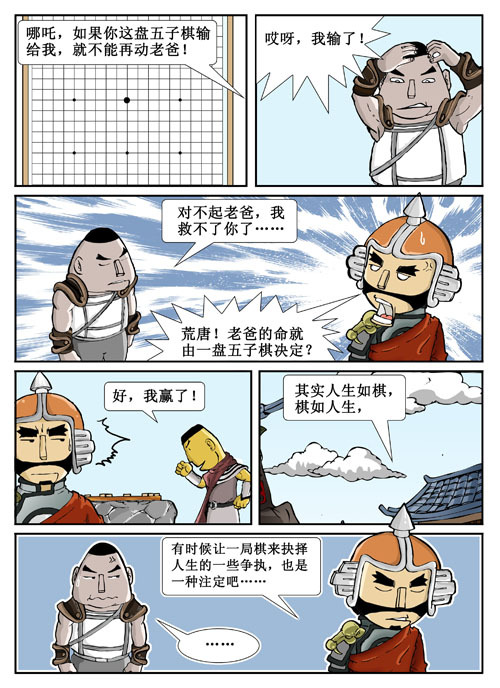 哪吒，如果你这盘五子棋输
给我，就不能再动老爸！
哎呀，我输了！
对不起老爸，我
救不了你了……
荒唐！老爸的命就
由一盘五子棋决定？
好，我赢了！
其实人生如棋，
棋如人生，
有时候让一局棋来抉择
人生的一些争执，也是
一种注定吧……
……